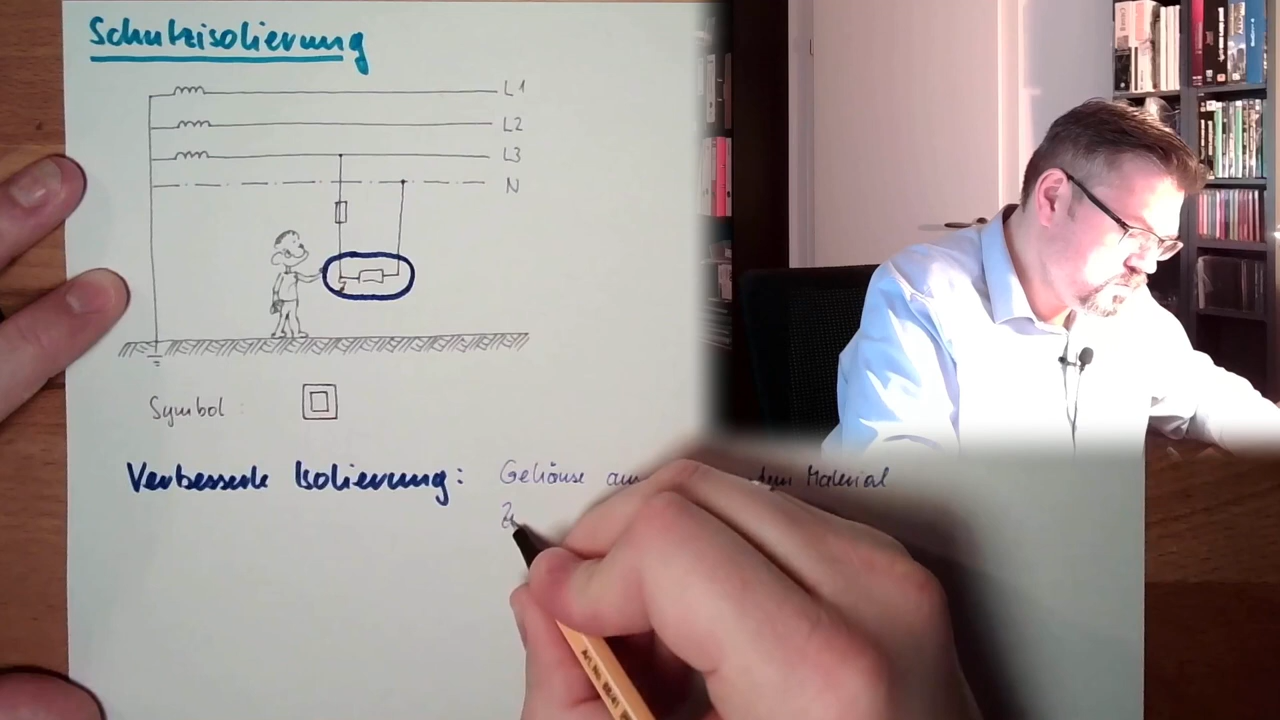 Schutzisolierung
L1
L2
L3
N
Symbol :
Verbesserte Isolierung: Gehäuse aus Material